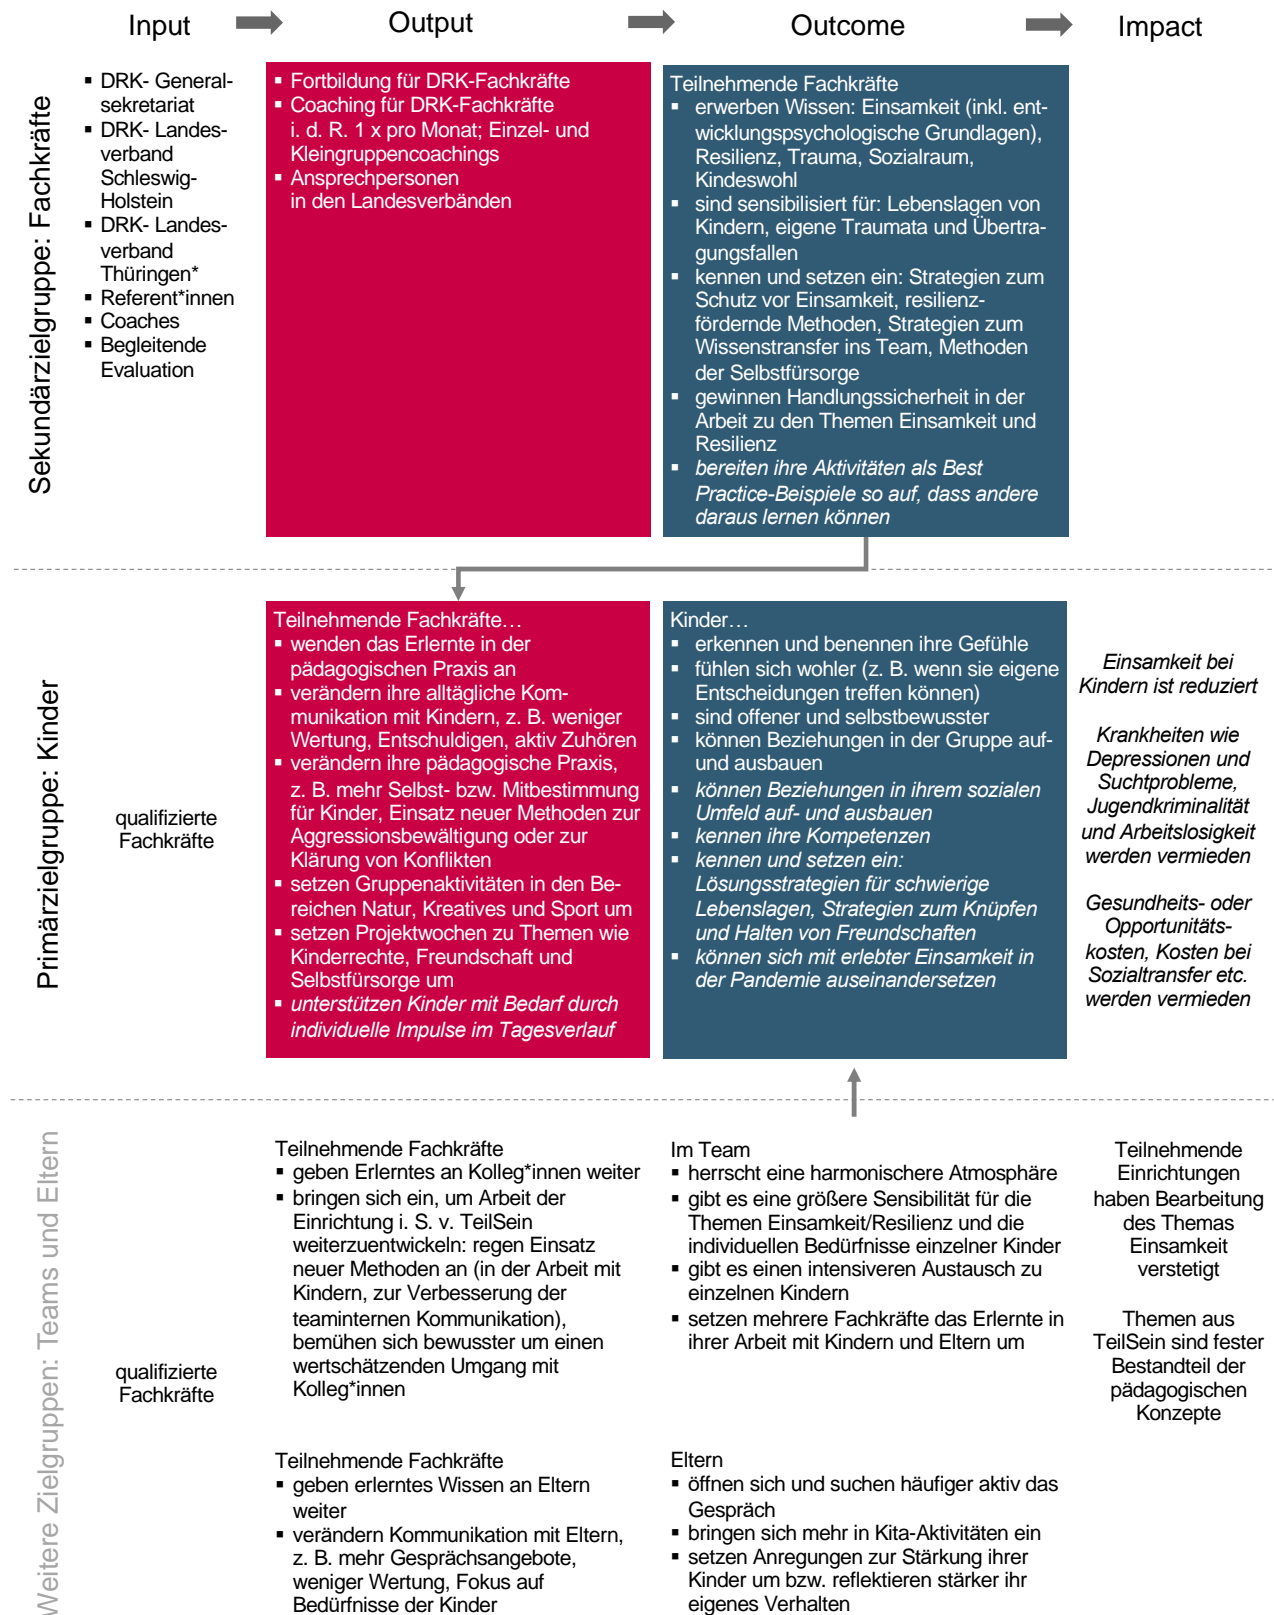 Input
Output
Outcome
Impact
Sekundärzielgruppe: Fachkräfte
▪ DRK- General-
sekretariat
▪ DRK- Landes-
verband
Schleswig-
Holstein
▪ DRK- Landes-
verband
Thüringen*
▪ Referent*innen
▪ Coaches
▪ Begleitende
Evaluation
▪ Fortbildung für DRK-Fachkräfte
▪ Coaching für DRK-Fachkräfte
i. d. R. 1 x pro Monat; Einzel- und
Kleingruppencoachings
▪ Ansprechpersonen
in den Landesverbänden
Teilnehmende Fachkräfte
▪ erwerben Wissen: Einsamkeit (inkl. ent-
wicklungspsychologische Grundlagen),
Resilienz, Trauma, Sozialraum,
Kindeswohl
▪ sind sensibilisiert für: Lebenslagen von
Kindern, eigene Traumata und Übertra-
gungsfallen
▪ kennen und setzen ein: Strategien zum
Schutz vor Einsamkeit, resilienz-
fördernde Methoden, Strategien zum
Wissenstransfer ins Team, Methoden
der Selbstfürsorge
▪ gewinnen Handlungssicherheit in der
Arbeit zu den Themen Einsamkeit und
Resilienz
▪ bereiten ihre Aktivitäten als Best
Practice-Beispiele so auf, dass andere
daraus lernen können
Primärzielgruppe: Kinder
qualifizierte
Fachkräfte
Teilnehmende Fachkräfte…
▪ wenden das Erlernte in der
pädagogischen Praxis an
▪ verändern ihre alltägliche Kom-
munikation mit Kindern, z. B. weniger
Wertung, Entschuldigen, aktiv Zuhören
▪ verändern ihre pädagogische Praxis,
z. B. mehr Selbst- bzw. Mitbestimmung
für Kinder, Einsatz neuer Methoden zur
Aggressionsbewältigung oder zur
Klärung von Konflikten
▪ setzen Gruppenaktivitäten in den Be-
reichen Natur, Kreatives und Sport um
▪ setzen Projektwochen zu Themen wie
Kinderrechte, Freundschaft und
Selbstfürsorge um
▪ unterstützen Kinder mit Bedarf durch
individuelle Impulse im Tagesverlauf
Kinder…
▪ erkennen und benennen ihre Gefühle
▪ fühlen sich wohler (z. B. wenn sie eigene
Entscheidungen treffen können)
▪ sind offener und selbstbewusster
▪ können Beziehungen in der Gruppe auf-
und ausbauen
▪ können Beziehungen in ihrem sozialen
Umfeld auf- und ausbauen
▪ kennen ihre Kompetenzen
▪ kennen und setzen ein:
Lösungsstrategien für schwierige
Lebenslagen, Strategien zum Knüpfen
und Halten von Freundschaften
▪ können sich mit erlebter Einsamkeit in
der Pandemie auseinandersetzen
Einsamkeit bei
Kindern ist reduziert
Krankheiten wie
Depressionen und
Suchtprobleme,
Jugendkriminalität
und Arbeitslosigkeit
werden vermieden
Gesundheits- oder
Opportunitäts-
kosten, Kosten bei
Sozialtransfer etc.
werden vermieden
Weitere Zielgruppen: Teams und Eltern
qualifizierte
Fachkräfte
Teilnehmende Fachkräfte
▪ geben Erlerntes an Kolleg*innen weiter
▪ bringen sich ein, um Arbeit der
Einrichtung i. S. v. TeilSein
weiterzuentwickeln: regen Einsatz
neuer Methoden an (in der Arbeit mit
Kindern, zur Verbesserung der
teaminternen Kommunikation),
bemühen sich bewusster um einen
wertschätzenden Umgang mit
Kolleg*innen
Im Team
▪ herrscht eine harmonischere Atmosphäre
▪ gibt es eine größere Sensibilität für die
Themen Einsamkeit/Resilienz und die
individuellen Bedürfnisse einzelner Kinder
▪ gibt es einen intensiveren Austausch zu
einzelnen Kindern
▪ setzen mehrere Fachkräfte das Erlernte in
ihrer Arbeit mit Kindern und Eltern um
Teilnehmende
Einrichtungen
haben Bearbeitung
des Themas
Einsamkeit
verstetigt
Themen aus
TeilSein sind fester
Bestandteil der
pädagogischen
Konzepte
Teilnehmende Fachkräfte
▪ geben erlerntes Wissen an Eltern
weiter
▪ verändern Kommunikation mit Eltern,
z. B. mehr Gesprächsangebote,
weniger Wertung, Fokus auf
Bedürfnisse der Kinder
Eltern
▪ öffnen sich und suchen häufiger aktiv das
Gespräch
▪ bringen sich mehr in Kita-Aktivitäten ein
▪ setzen Anregungen zur Stärkung ihrer
Kinder um bzw. reflektieren stärker ihr
eigenes Verhalten